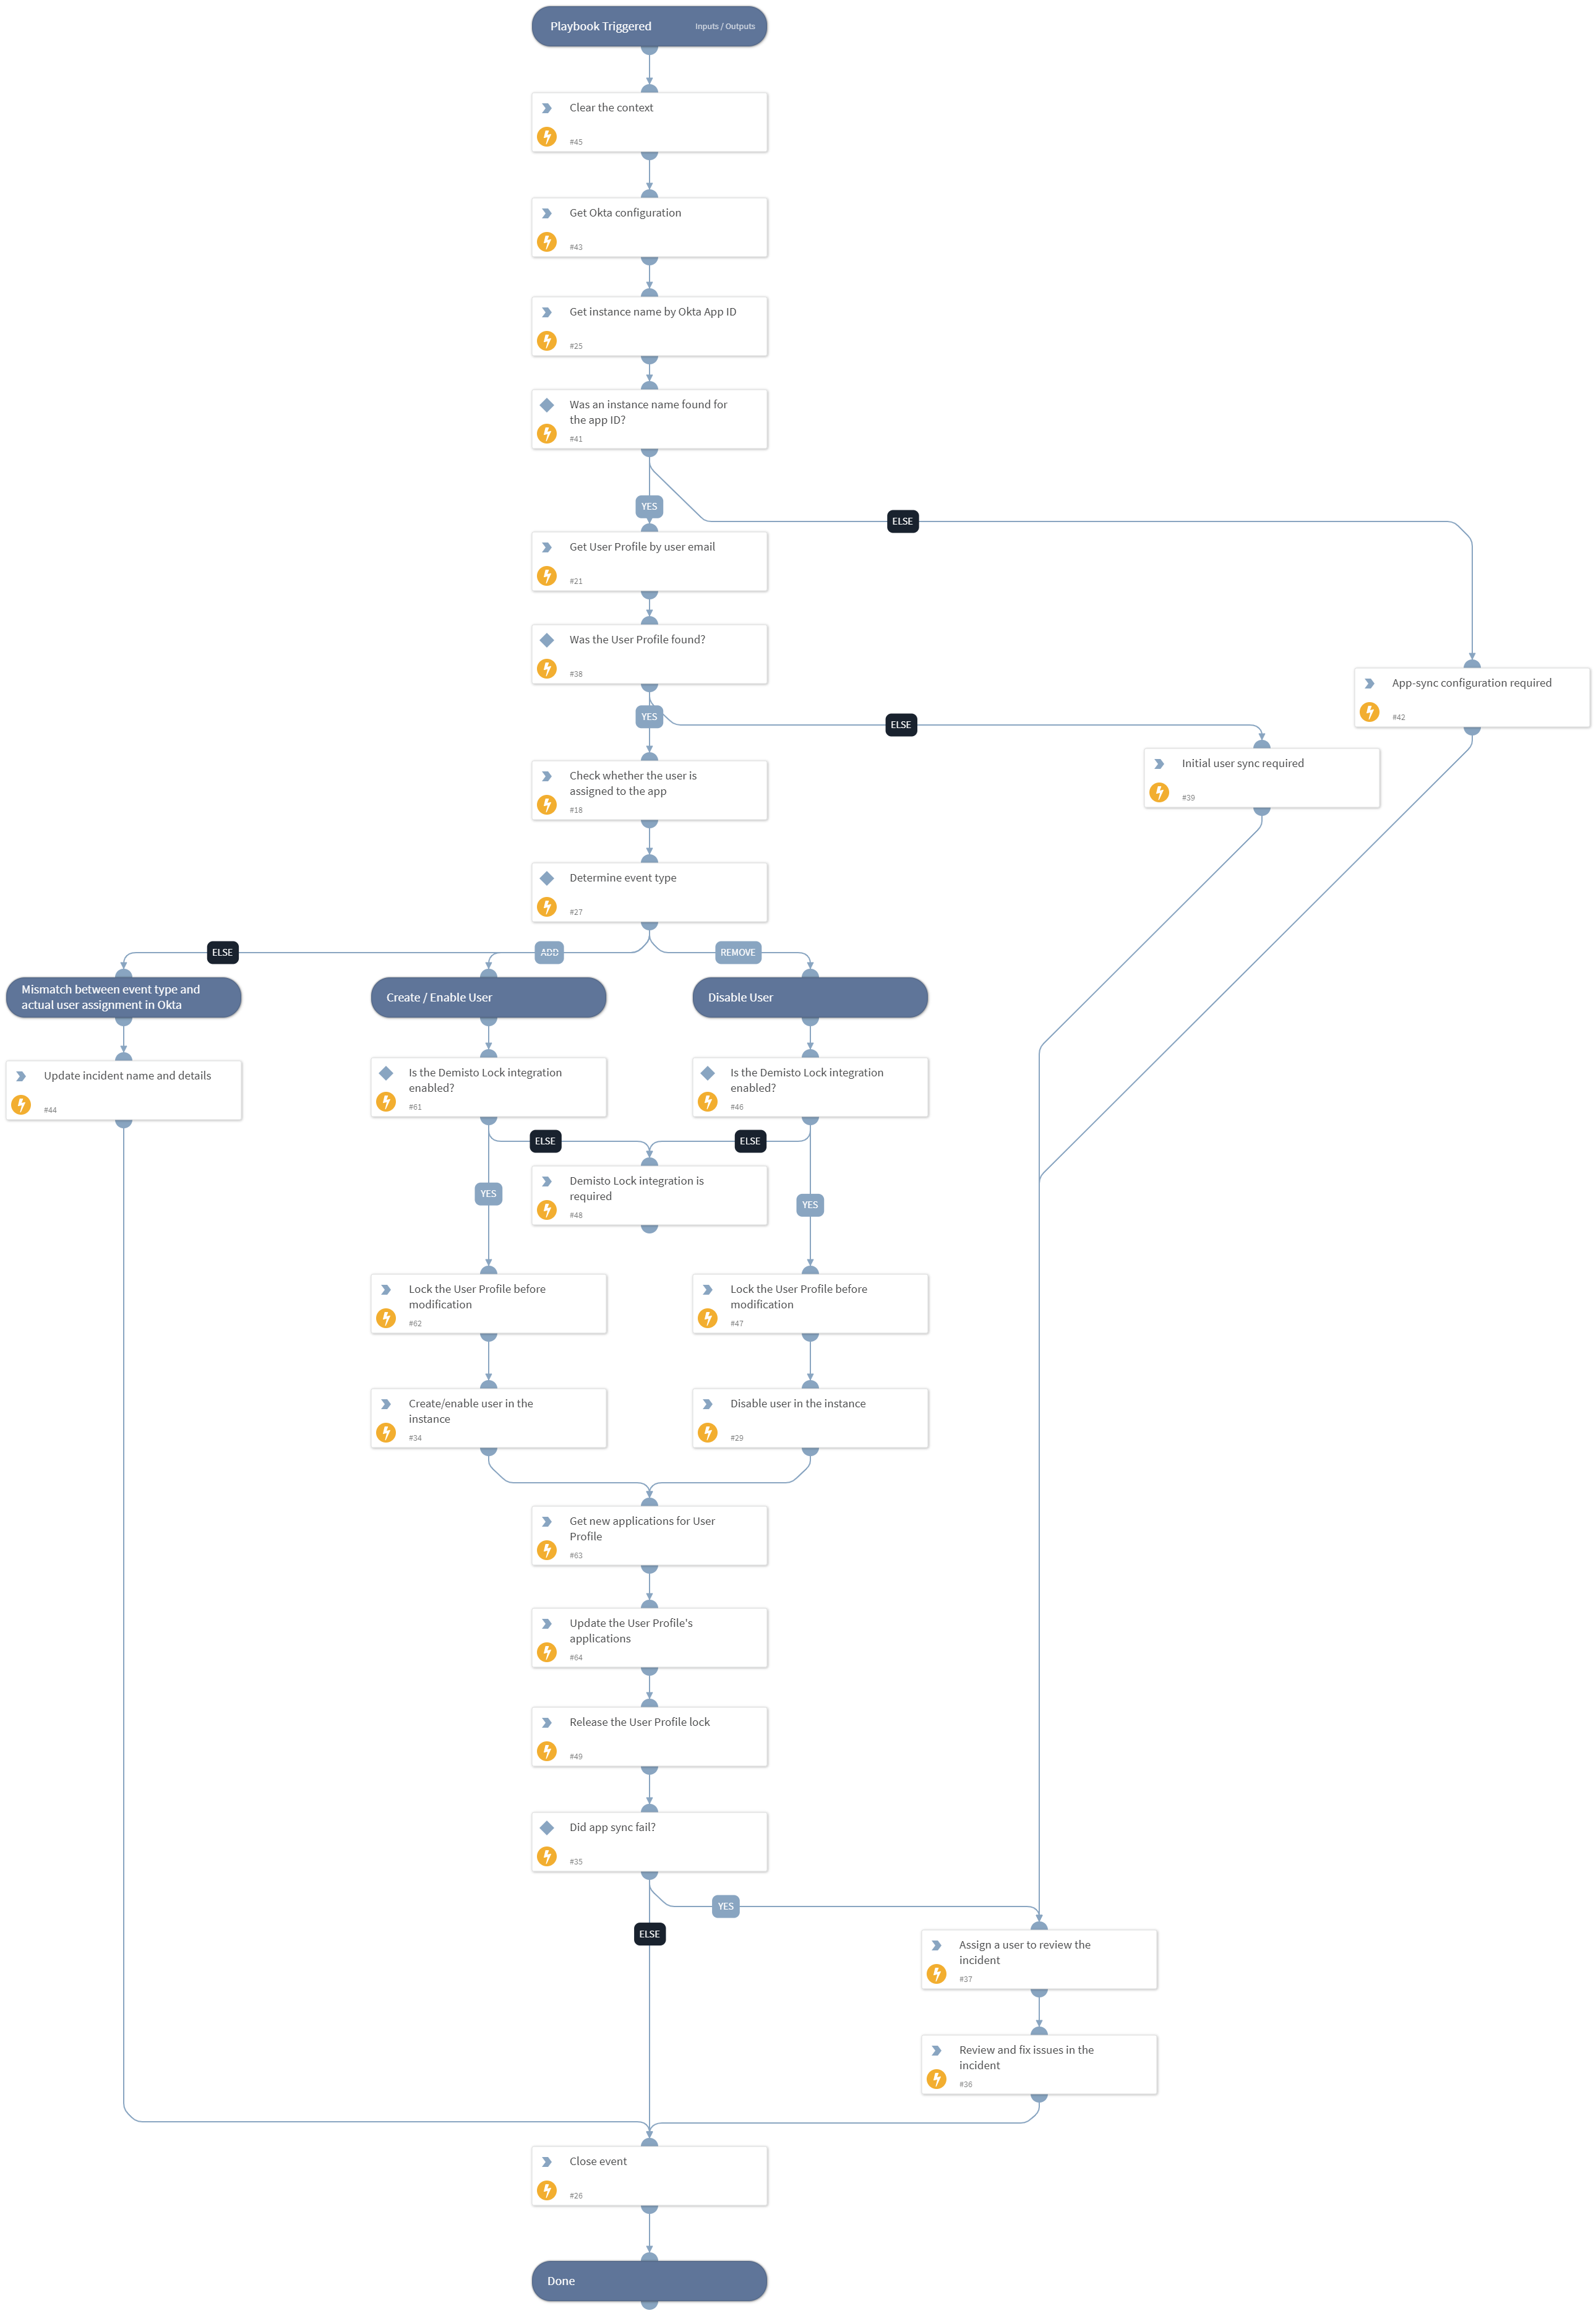 Playbook Triggered Inputs / Outputs
Clear the context
#45
Get Okta configuration
#43
Get instance name by Okta App ID
#25
Was an instance name found for
the app ID?
#41
YES
ELSE
Get User Profile by user email
#21
Was the User Profile found?
#38
App-sync configuration required
#42
YES
ELSE
Initial user sync required
#39
Check whether the user is
assigned to the app
#18
Determine event type
#27
ELSE
ADD
REMOVE
Mismatch between event type and
actual user assignment in Okta
Create / Enable User
Disable User
Update incident name and details
#44
Is the Demisto Lock integration
enabled?
#61
Is the Demisto Lock integration
enabled?
#46
ELSE
ELSE
Demisto Lock integration is
required
#48
YES
YES
Lock the User Profile before
modification
#62
Lock the User Profile before
modification
#47
Create/enable user in the
instance
#34
Disable user in the instance
#29
Get new applications for User
Profile
#63
Update the User Profile's
applications
#64
Release the User Profile lock
#49
Did app sync fail?
#35
YES
ELSE
Assign a user to review the
incident
#37
Review and fix issues in the
incident
#36
Close event
#26
Done